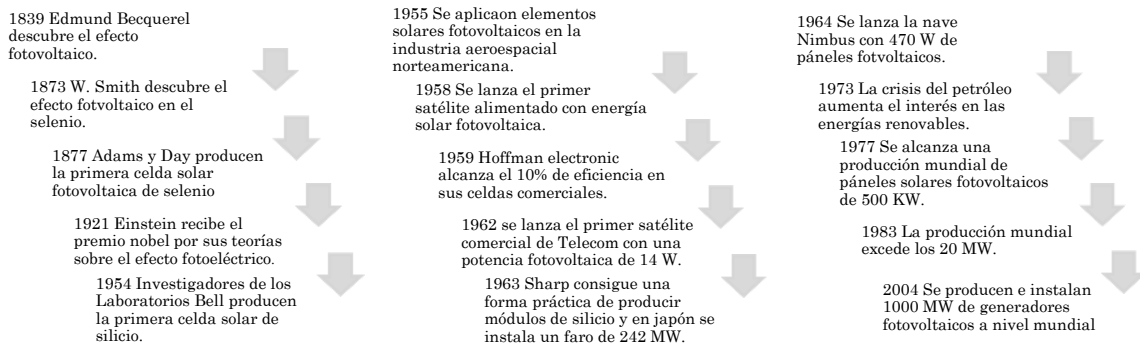 1839 Edmund Becquerel
descubre el efecto
fotovoltaico.
1873 W. Smith descubre el
efecto fotvoltaico en el
selenio.
1877 Adams y Day producen
la primera celda solar
fotovoltaica de selenio
1921 Einstein recibe el
premio nobel por sus teorías
sobre el efecto fotoeléctrico.
1954 Investigadores de los
Laboratorios Bell producen
la primera celda solar de
silicio.
1955 Se aplicaon elementos
solares fotovoltaicos en la
industria aeroespacial
norteamericana.
1958 Se lanza el primer
satélite alimentado con energía
solar fotovoltaica.
1959 Hoffman electronic
alcanza el 10% de eficiencia en
sus celdas comerciales.
1962 se lanza el primer satélite
comercial de Telecom con una
potencia fotovoltaica de 14 W.
1963 Sharp consigue una
forma práctica de producir
módulos de silicio y en japón se
instala un faro de 242 MW.
1964 Se lanza la nave
Nimbus con 470 W de
páneles fotvoltaicos.
1973 La crisis del petróleo
aumenta el interés en las
energías renovables.
1977 Se alcanza una
producción mundial de
páneles solares fotovoltaicos
de 500 KW.
1983 La producción mundial
excede los 20 MW.
2004 Se producen e instalan
1000 MW de generadores
fotovoltaicos a nivel mundial